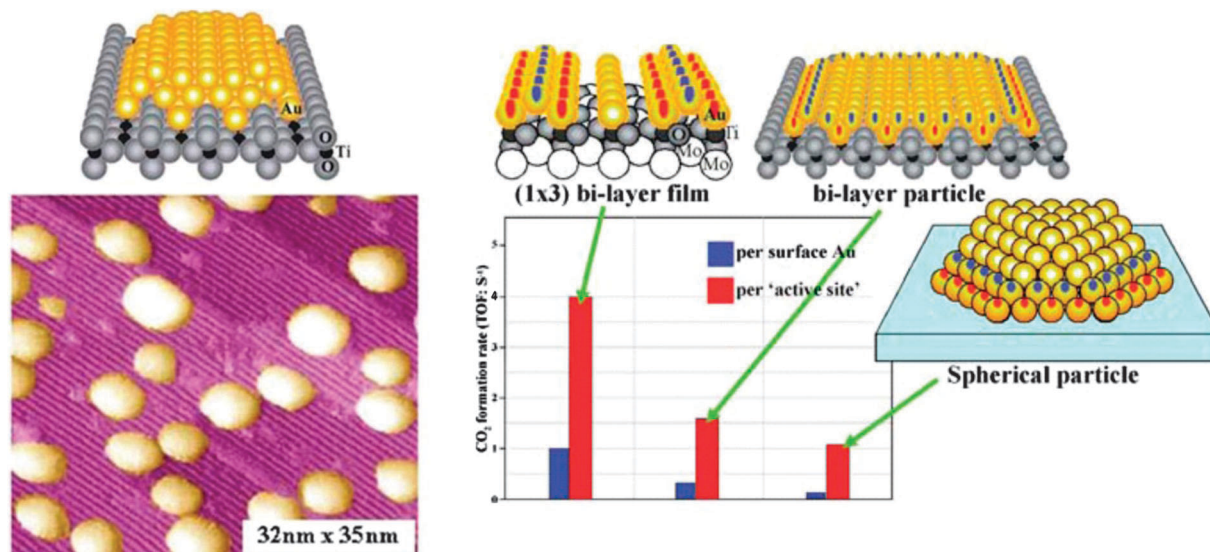 Au
O
Ti
O
32nm x 35nm
Au
O
Ti
Mo
Mo
(1x3) bi-layer film
bi-layer particle
per surface Au
per 'active site'
CO₂ formation rate (TOF: S⁻¹)
5
4
3
2
1
0
Spherical particle